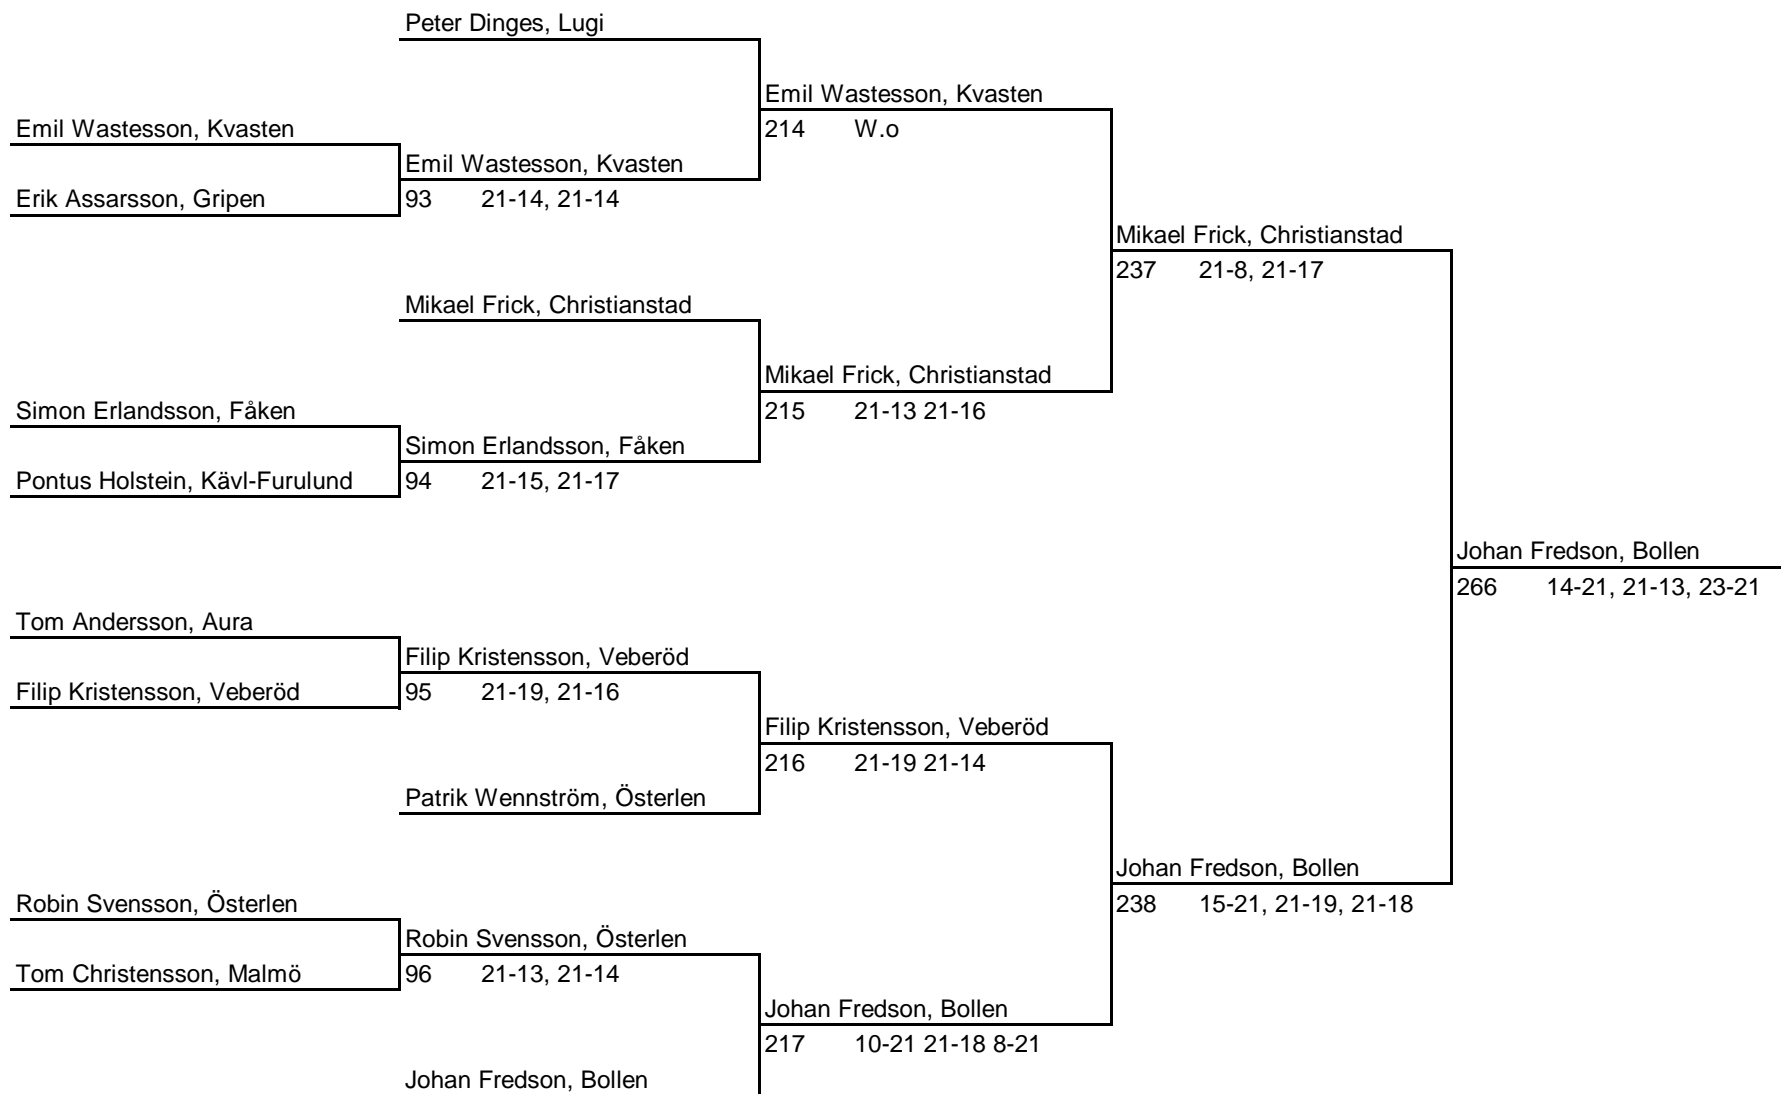 Peter Dinges, Lugi
Emil Wastesson, Kvasten
Emil Wastesson, Kvasten
214 W.o
Emil Wastesson, Kvasten
Erik Assarsson, Gripen
93 21-14, 21-14
Mikael Frick, Christianstad
237 21-8, 21-17
Mikael Frick, Christianstad
Mikael Frick, Christianstad
Simon Erlandsson, Fåken
215 21-13 21-16
Simon Erlandsson, Fåken
Pontus Holstein, Kävl-Furulund
94 21-15, 21-17
Johan Fredson, Bollen
266 14-21, 21-13, 23-21
Tom Andersson, Aura
Filip Kristensson, Veberöd
Filip Kristensson, Veberöd
95 21-19, 21-16
Filip Kristensson, Veberöd
216 21-19 21-14
Patrik Wennström, Österlen
Johan Fredson, Bollen
Robin Svensson, Österlen
238 15-21, 21-19, 21-18
Robin Svensson, Österlen
Tom Christensson, Malmö
96 21-13, 21-14
Johan Fredson, Bollen
217 10-21 21-18 8-21
Johan Fredson, Bollen